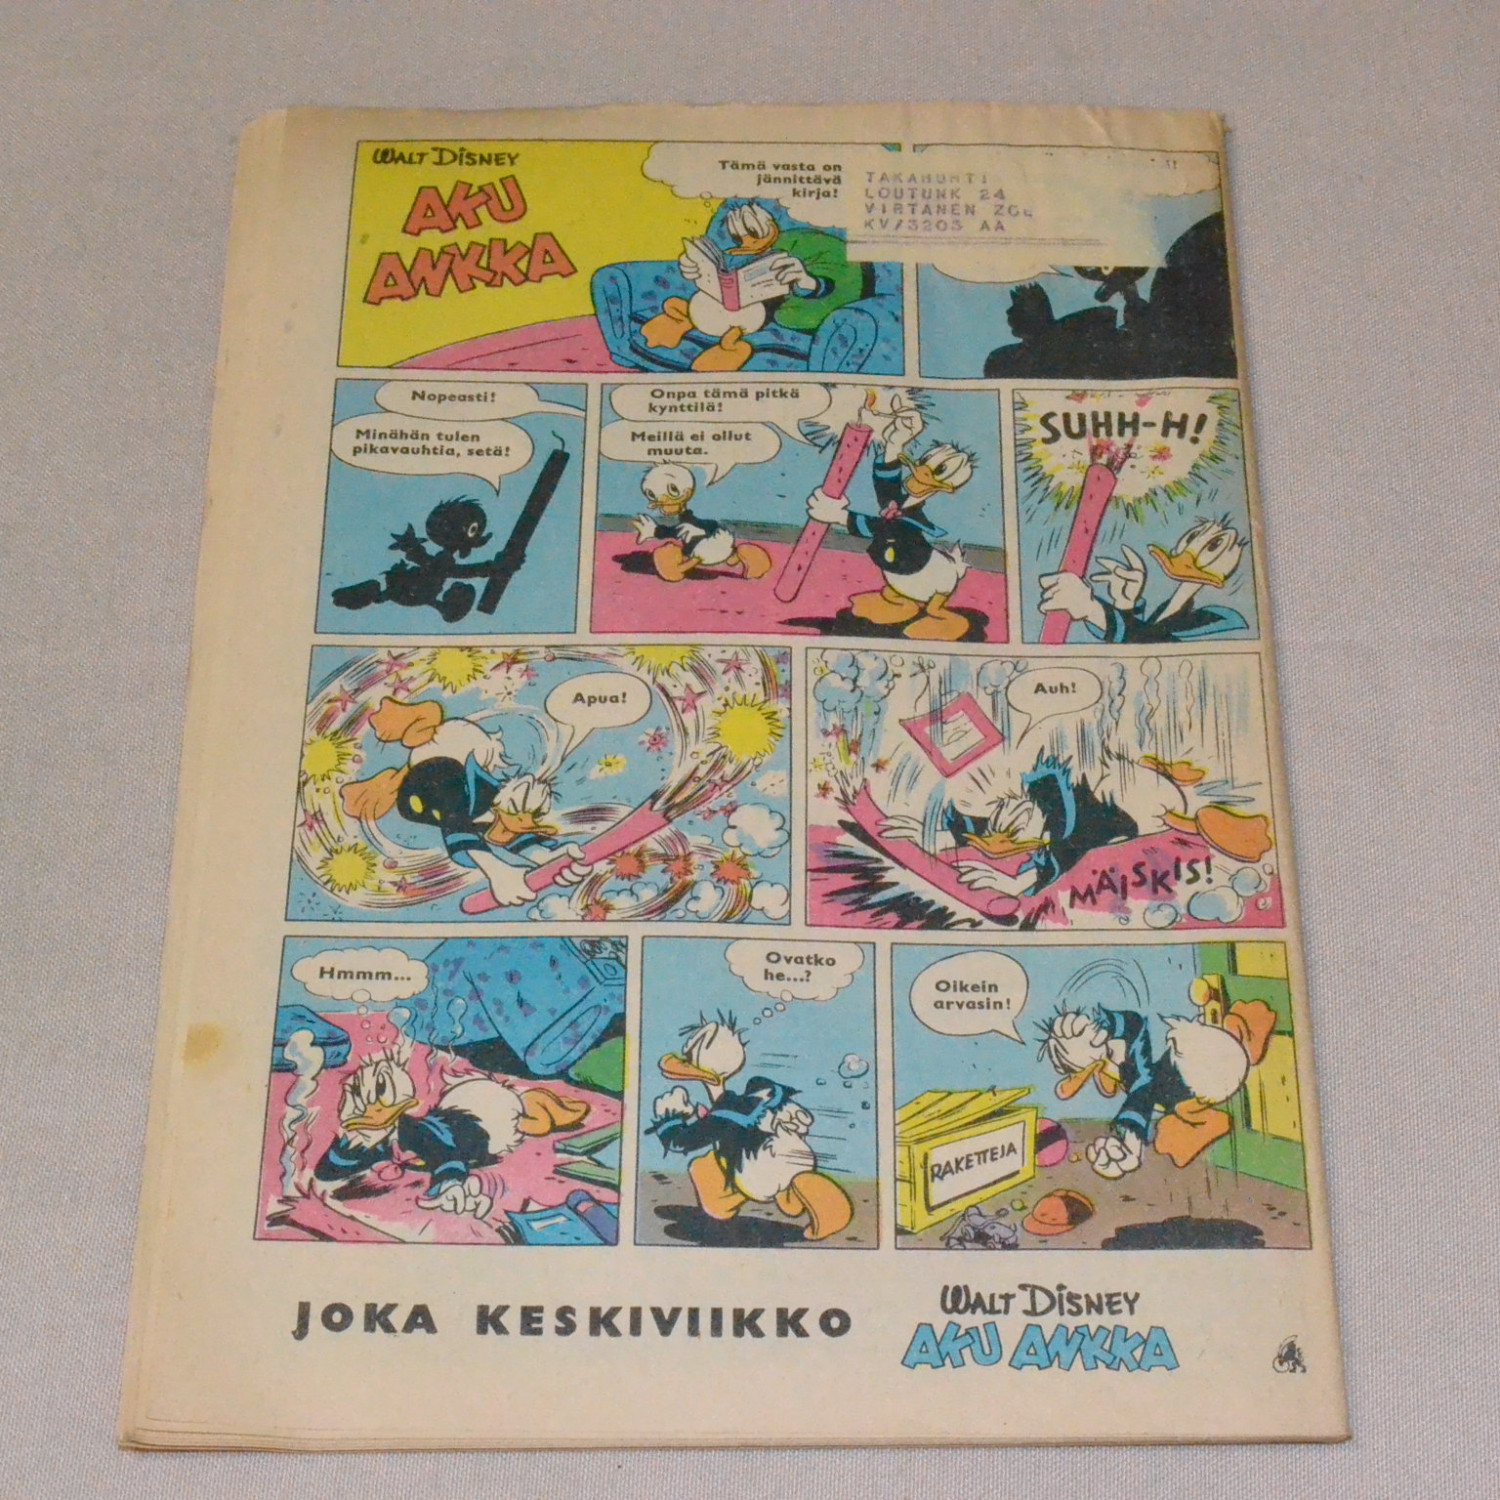 WALT DISNEY
AKU
ANKKA
Tämä vasta on
jännittävä
kirja!
TAKAHUHTI
LOUTUNK 24
VIRTANEN
KV/3203 AA
Nopeasti!
Minähän tulen
pikavauhtia, setä!
Onpa tämä pitkä
kynttilä!
Meillä ei ollut
muuta.
SUHH-H!
Apua!
Auh!
MÄISKIS!
Hmmm...
Ovatko
he...?
Oikein
arvasin!
RAKETTEJA
JOKA KESKIVIIKKO
WALT DISNEY
AKU ANKKA